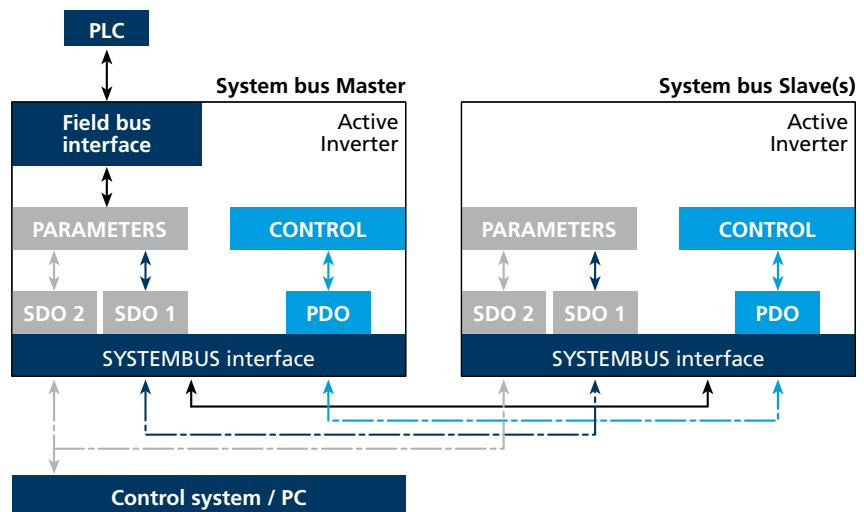 PLC
System bus Master
Field bus
interface
Active
Inverter
PARAMETERS
CONTROL
SDO 2
SDO 1
PDO
SYSTEMBUS interface
System bus Slave(s)
Active
Inverter
PARAMETERS
CONTROL
SDO 2
SDO 1
PDO
SYSTEMBUS interface
Control system / PC